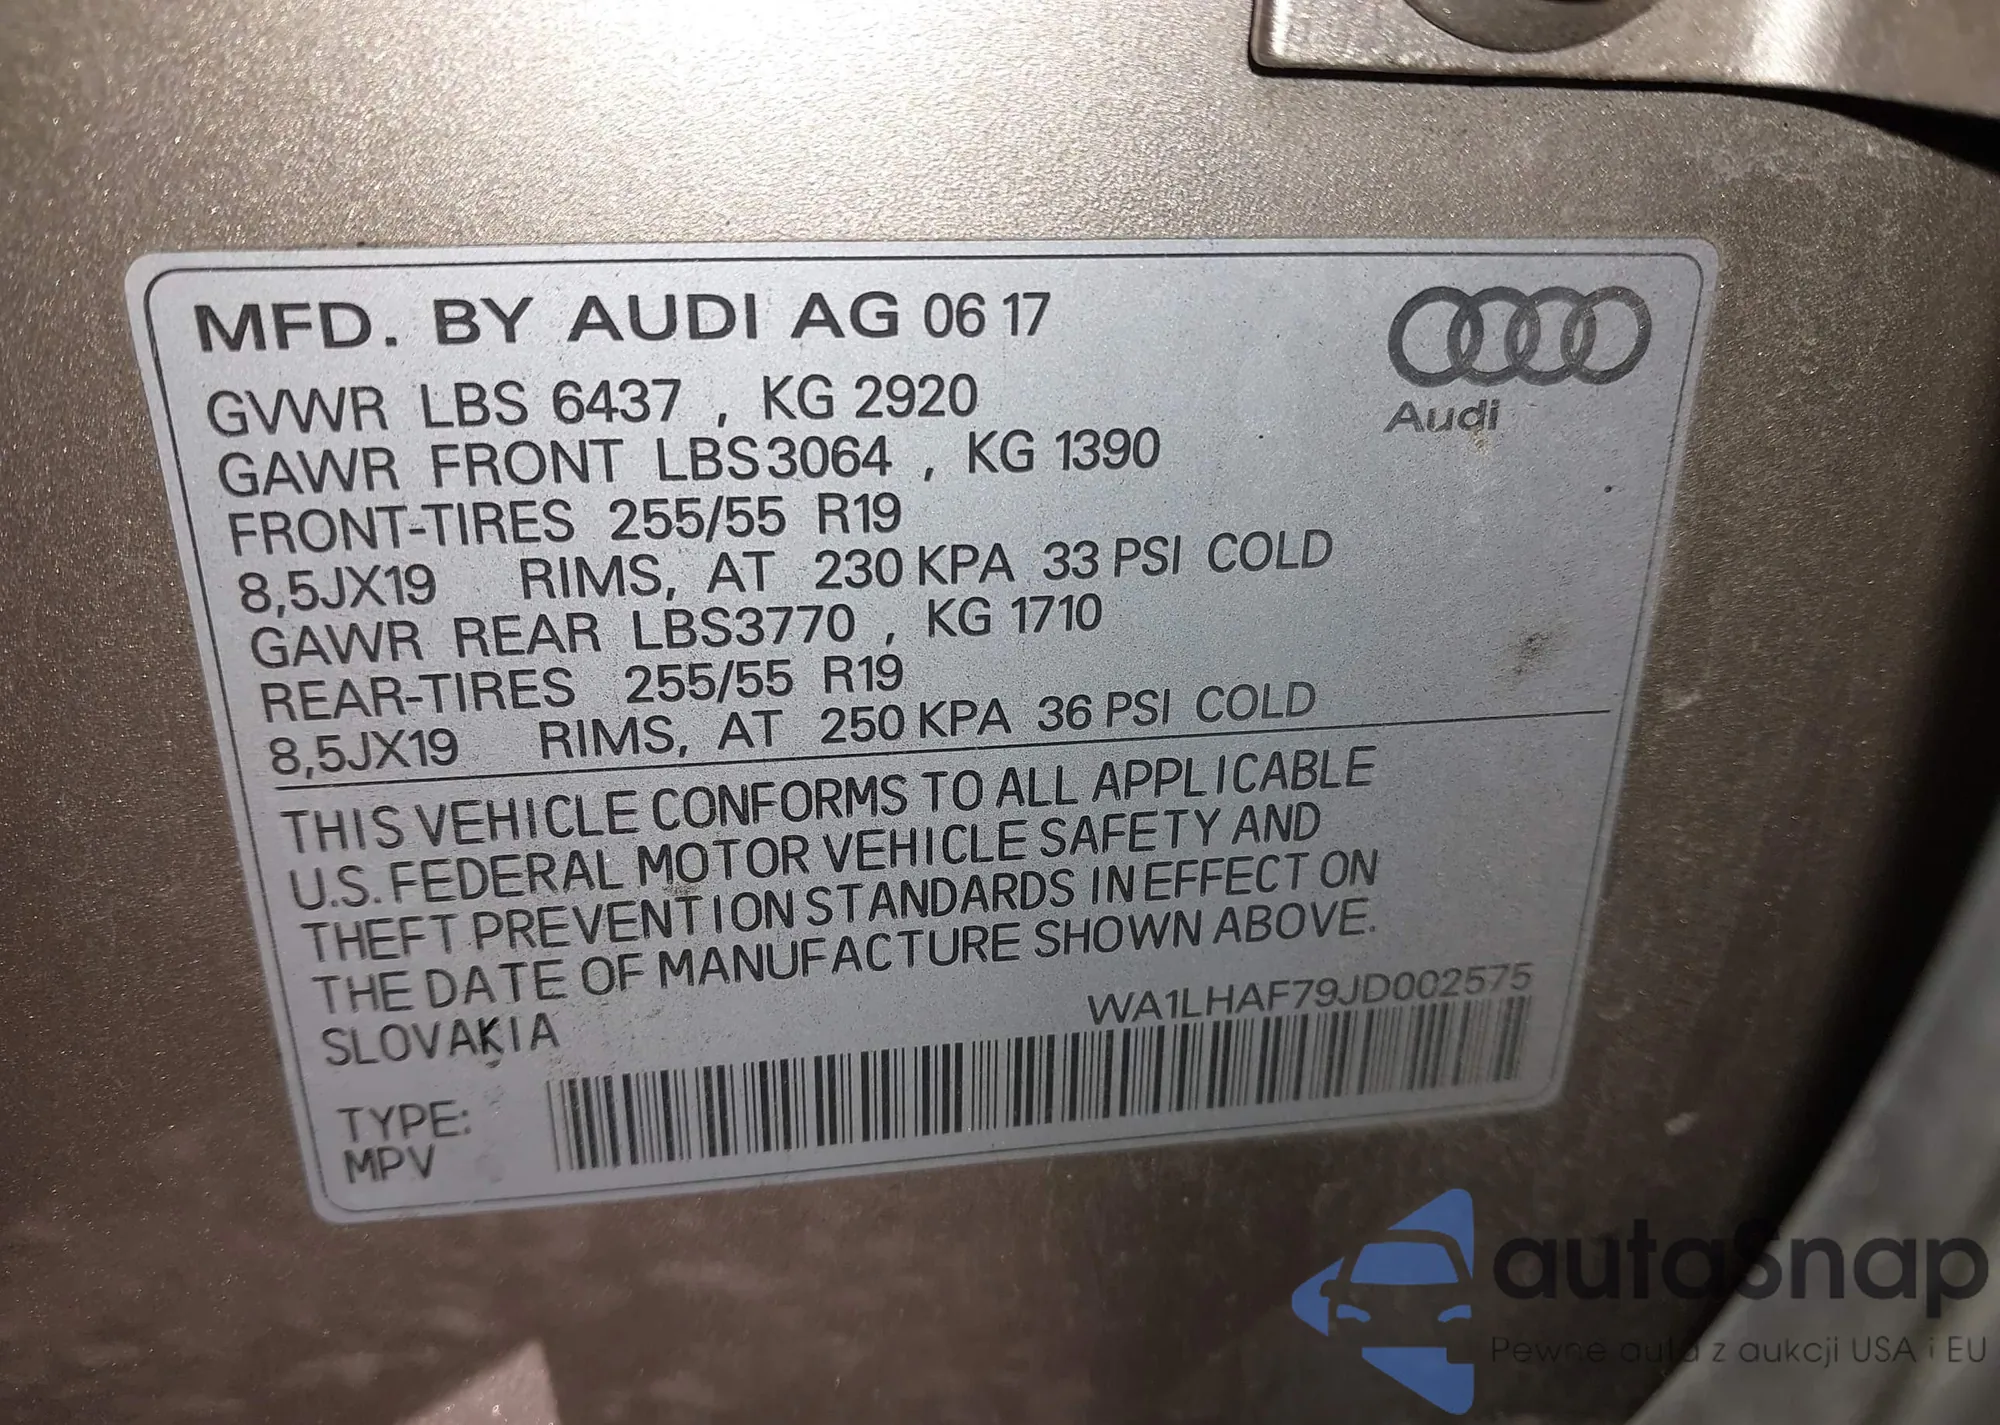 MFD. BY AUDI AG 06 17
Audi
GVWR LBS 6437 , KG 2920
GAWR FRONT LBS3064 , KG 1390
FRONT-TIRES 255/55 R19
8,5JX19 RIMS, AT 230 KPA 33 PSI COLD
GAWR REAR LBS3770 , KG 1710
REAR-TIRES 255/55 R19
8,5JX19 RIMS, AT 250 KPA 36 PSI COLD
THIS VEHICLE CONFORMS TO ALL APPLICABLE
U.S. FEDERAL MOTOR VEHICLE SAFETY AND
THEFT PREVENTION STANDARDS IN EFFECT ON
THE DATE OF MANUFACTURE SHOWN ABOVE.
SLOVAKIA
WA1LHAF79JD002575
TYPE:
MPV
autaSnap
Pewne auta z aukcji USA i EU